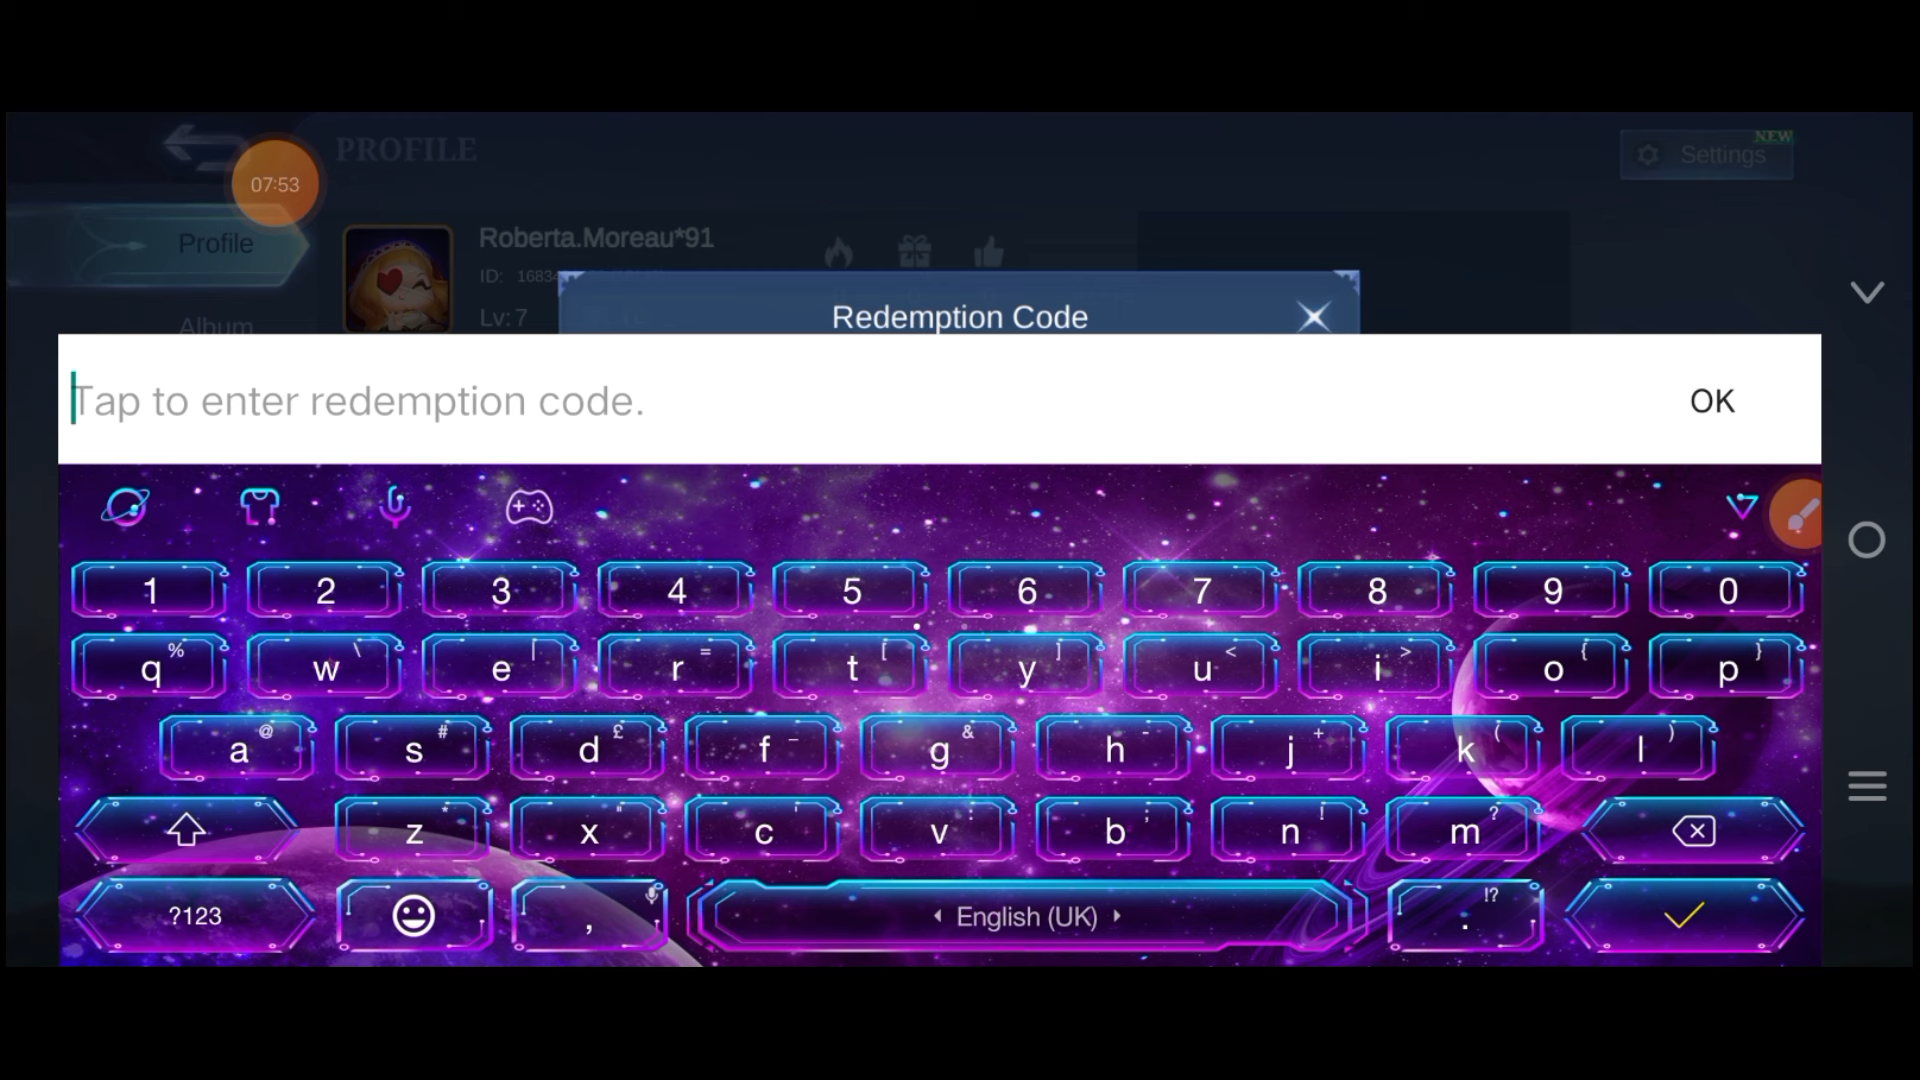 PROFILE
NEW
Settings
07:53
Profile
Roberta.Moreau*91
ID: 16834
Lv: 7
Album
Redemption Code
Tap to enter redemption code.
OK
1 2 3 4 5 6 7 8 9 0
q % w \ e | r = t [ y ] u < i > o { p }
a @ s # d £ f _ g & h - j + k ( l )
z * x " c ' v : b ; n ! m ?
?123 , English (UK) . !?